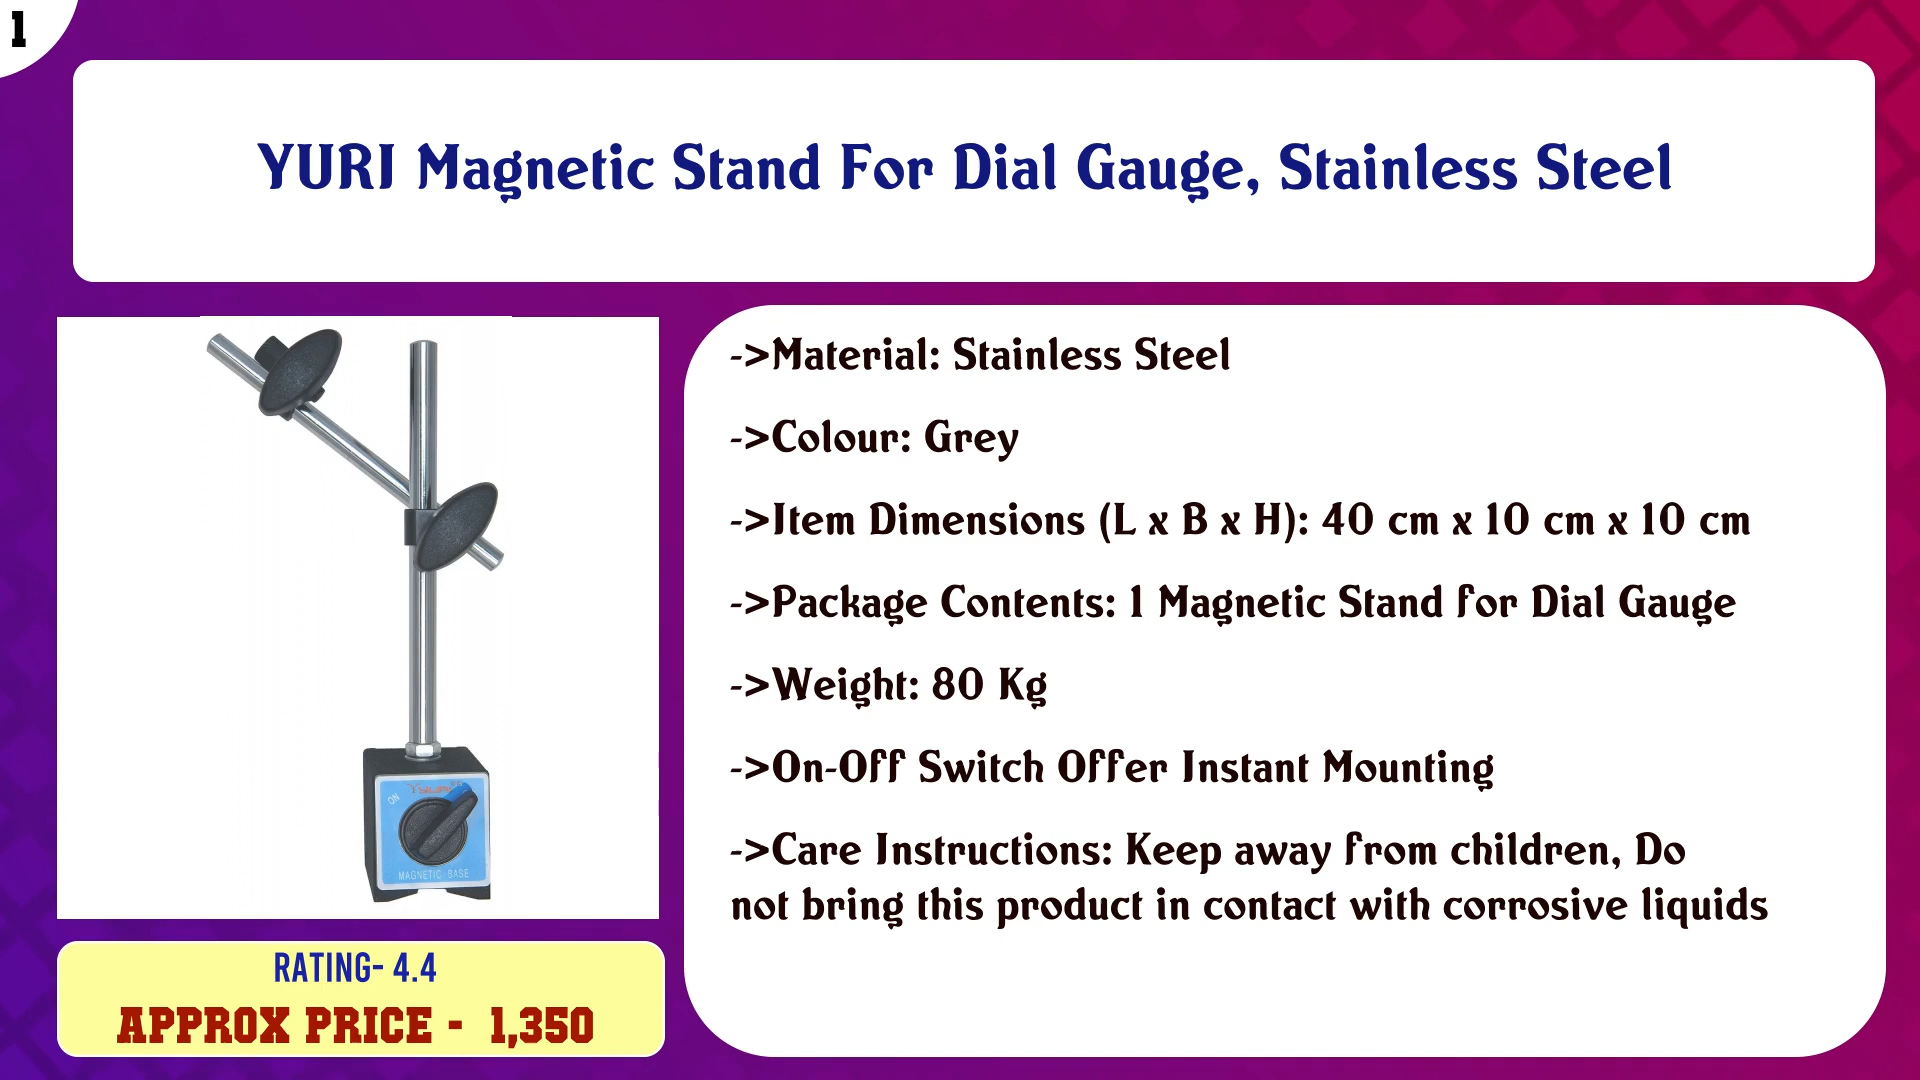 1
YURI Magnetic Stand For Dial Gauge, Stainless Steel
->Material: Stainless Steel
->Colour: Grey
->Item Dimensions (L x B x H): 40 cm x 10 cm x 10 cm
->Package Contents: 1 Magnetic Stand for Dial Gauge
->Weight: 80 Kg
->On-Off Switch Offer Instant Mounting
->Care Instructions: Keep away from children, Do
not bring this product in contact with corrosive liquids
ON
MAGNETIC BASE
RATING- 4.4
APPROX PRICE - 1,350